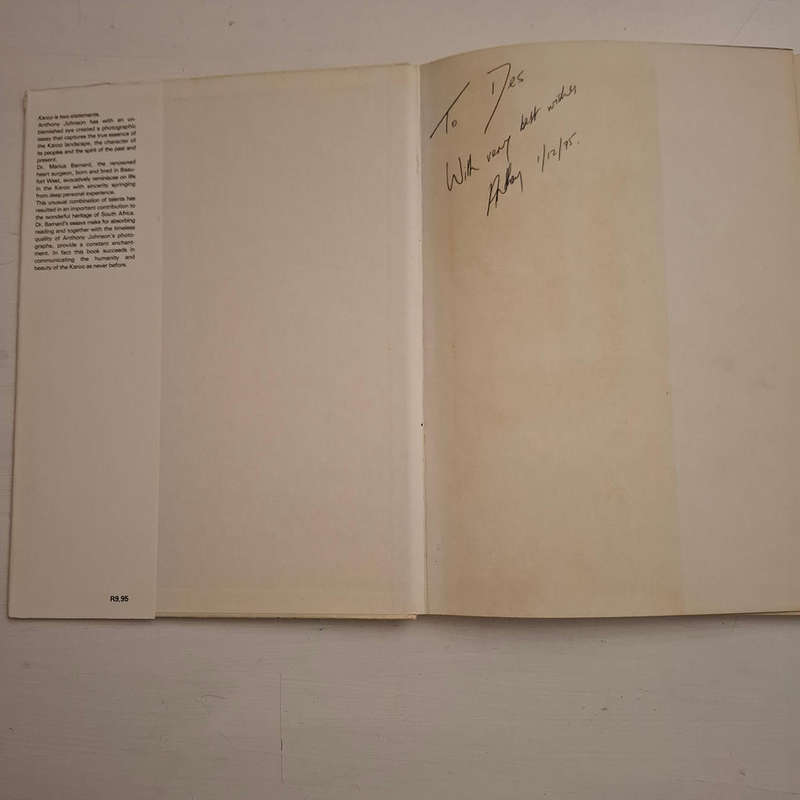 Karoo is two statements.
Anthony Johnson has with an un-
blemished eye created a photographic
essay that captures the true essence of
the Karoo landscape, the character of
its peoples and the spirit of the past and
present.
Dr. Marius Barnard, the renowned
heart surgeon, born and bred in Beau-
fort West, evocatively reminisces on life
in the Karoo with sincerity springing
from deep personal experience.
This unusual combination of talents has
resulted in an important contribution to
the wonderful heritage of South Africa.
Dr. Barnard's essays make for absorbing
reading and together with the timeless
quality of Anthony Johnson's photo-
graphs, provide a constant enchant-
ment. In fact this book succeeds in
communicating the humanity and
beauty of the Karoo as never before.
R9,95
To Des
With very best wishes
1/12/95.